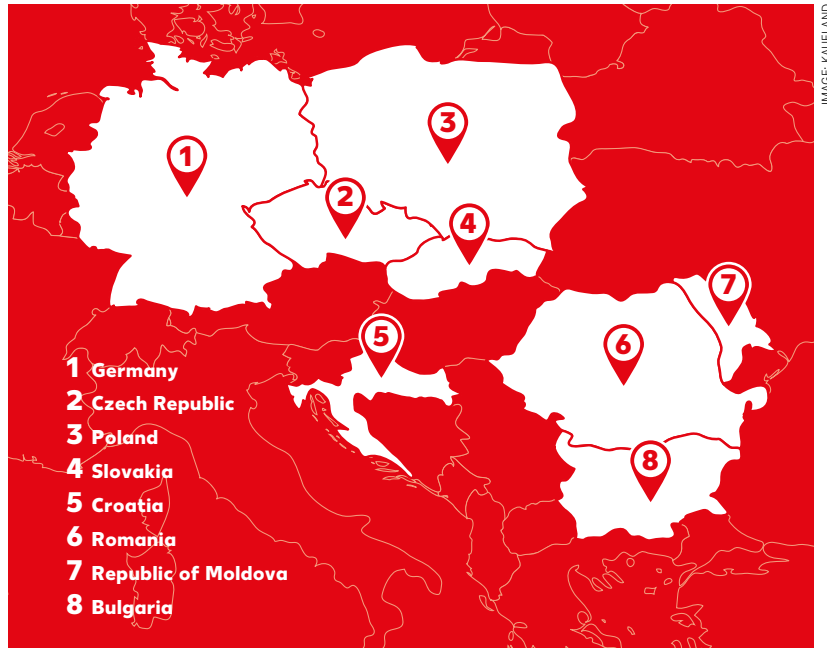 IMAGE: KAUFLAND
1
2
3
4
5
6
7
8
1 Germany
2 Czech Republic
3 Poland
4 Slovakia
5 Croatia
6 Romania
7 Republic of Moldova
8 Bulgaria